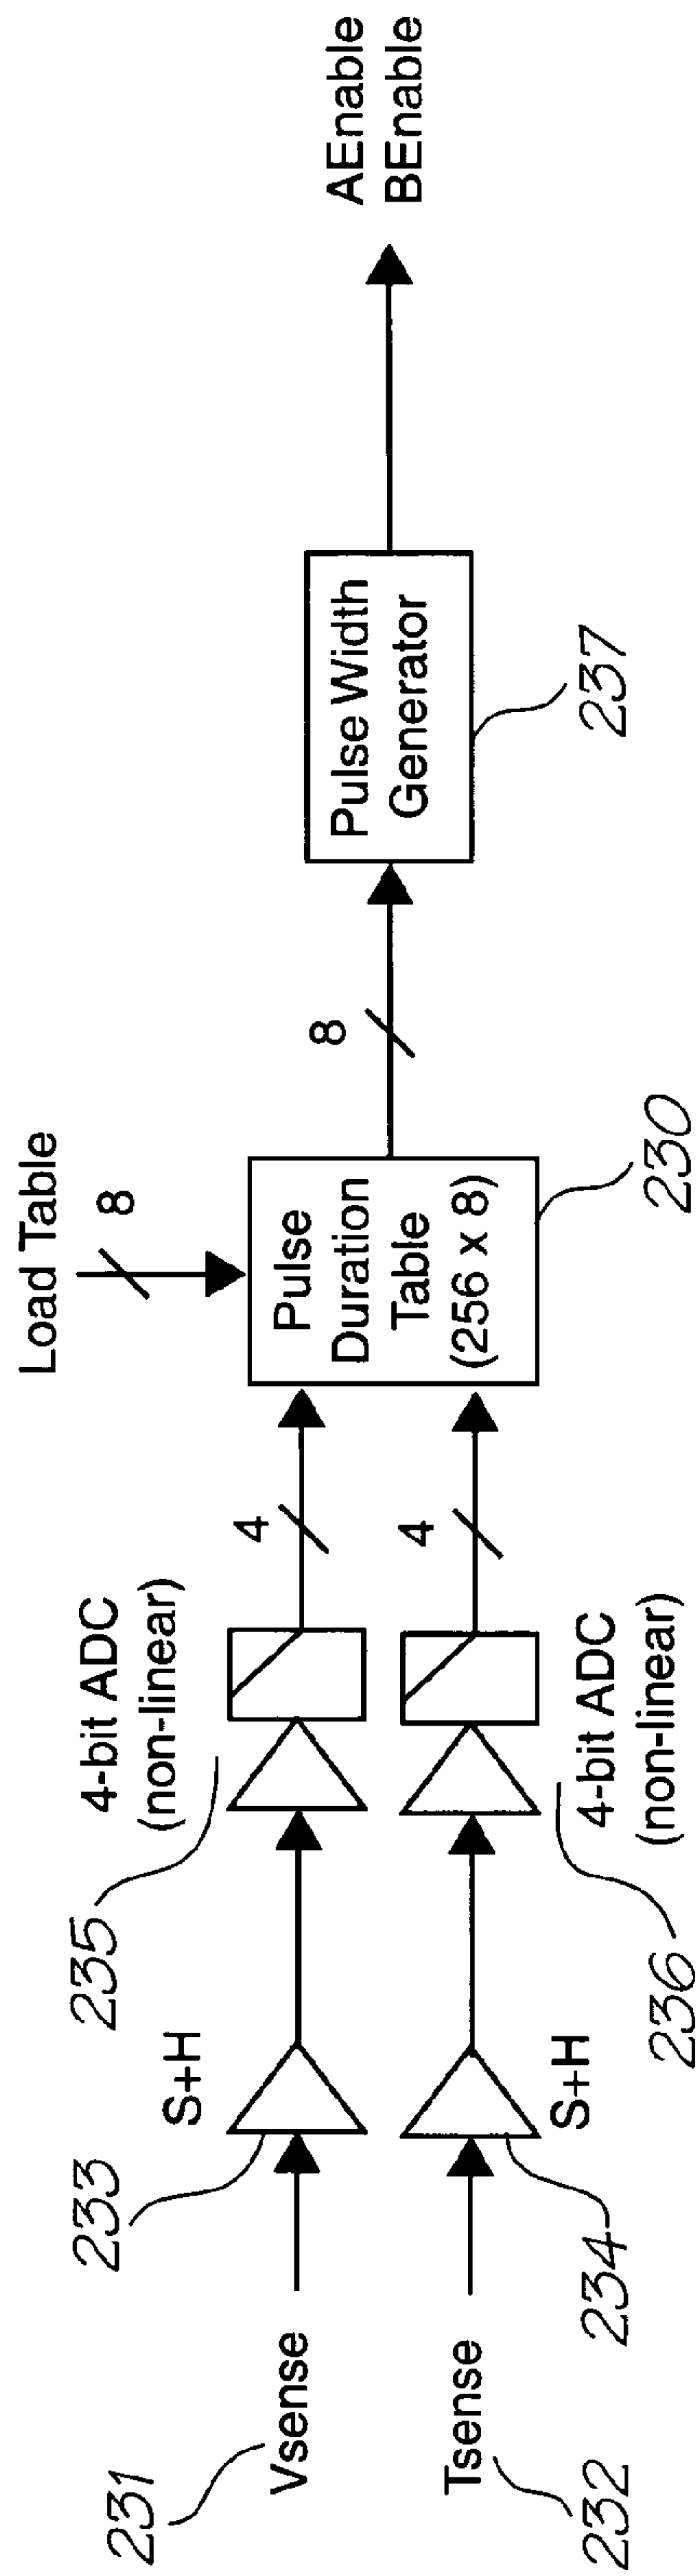 Load Table
8
4-bit ADC
(non-linear)
235
S+H
233
231
Vsense
4
Pulse
Duration
Table
(256 x 8)
230
8
Pulse Width
Generator
237
AEnable
BEnable
Tsense
232
S+H
234
4-bit ADC
(non-linear)
236
4